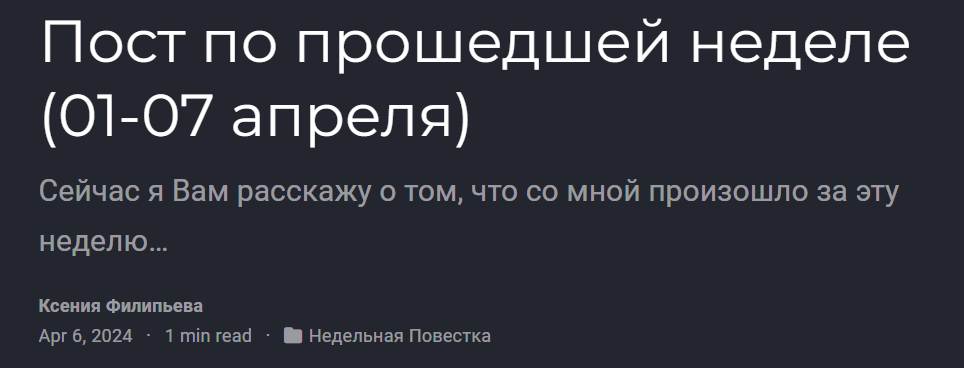 Пост по прошедшей неделе
(01-07 апреля)
Сейчас я Вам расскажу о том, что со мной произошло за эту
неделю...
Ксения Филипьева
Apr 6, 2024 · 1 min read · Недельная Повестка